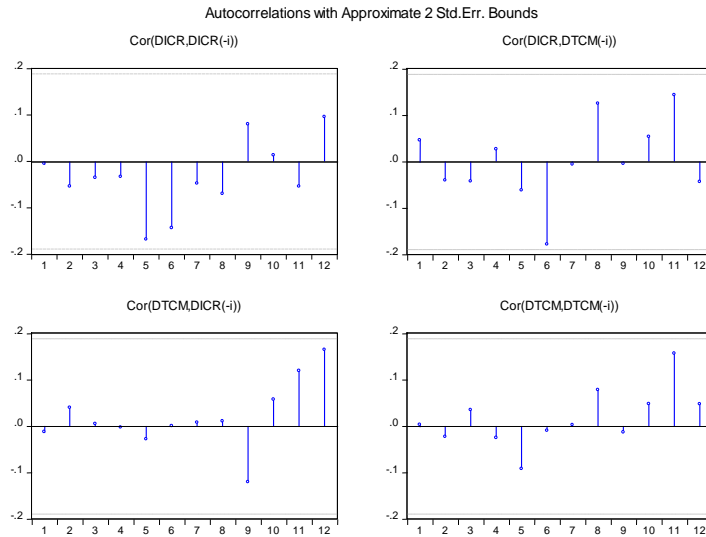 Autocorrelations with Approximate 2 Std.Err. Bounds
Cor(DICR,DICR(-i))
.2
.1
.0
-.1
-.2
1 2 3 4 5 6 7 8 9 10 11 12
Cor(DICR,DTCM(-i))
.2
.1
.0
-.1
-.2
1 2 3 4 5 6 7 8 9 10 11 12
Cor(DTCM,DICR(-i))
.2
.1
.0
-.1
-.2
1 2 3 4 5 6 7 8 9 10 11 12
Cor(DTCM,DTCM(-i))
.2
.1
.0
-.1
-.2
1 2 3 4 5 6 7 8 9 10 11 12